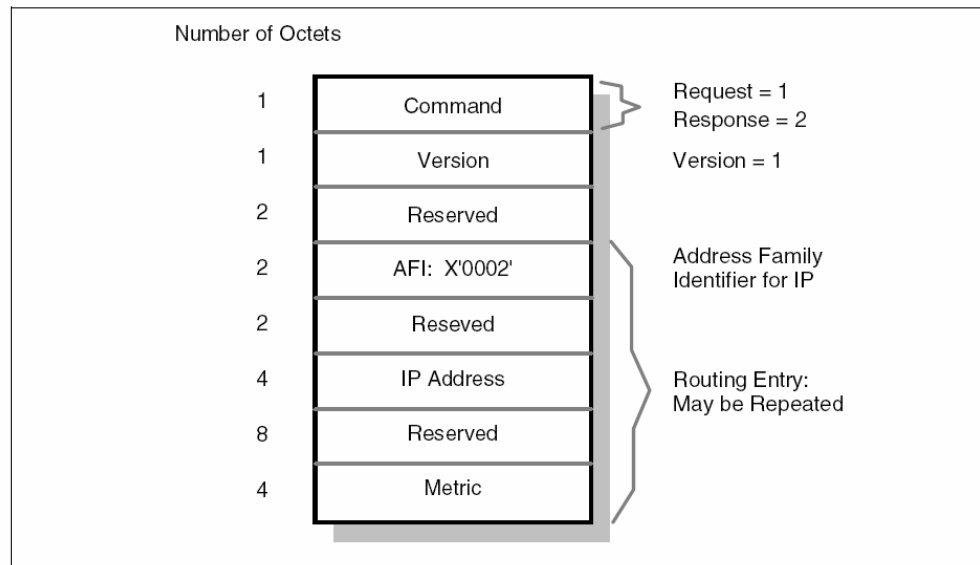 Number of Octets
1
Command
Request = 1
Response = 2
1
Version
Version = 1
2
Reserved
2
AFI: X'0002'
Address Family
Identifier for IP
2
Reseved
4
IP Address
Routing Entry:
May be Repeated
8
Reserved
4
Metric